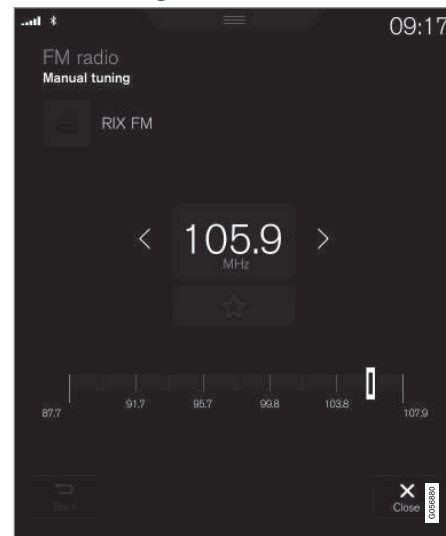 09:17
FM radio
Manual tuning
RIX FM
105.9
MHz
87.7 91.7 95.7 99.8 103.8 107.9
Back
Close
G056880